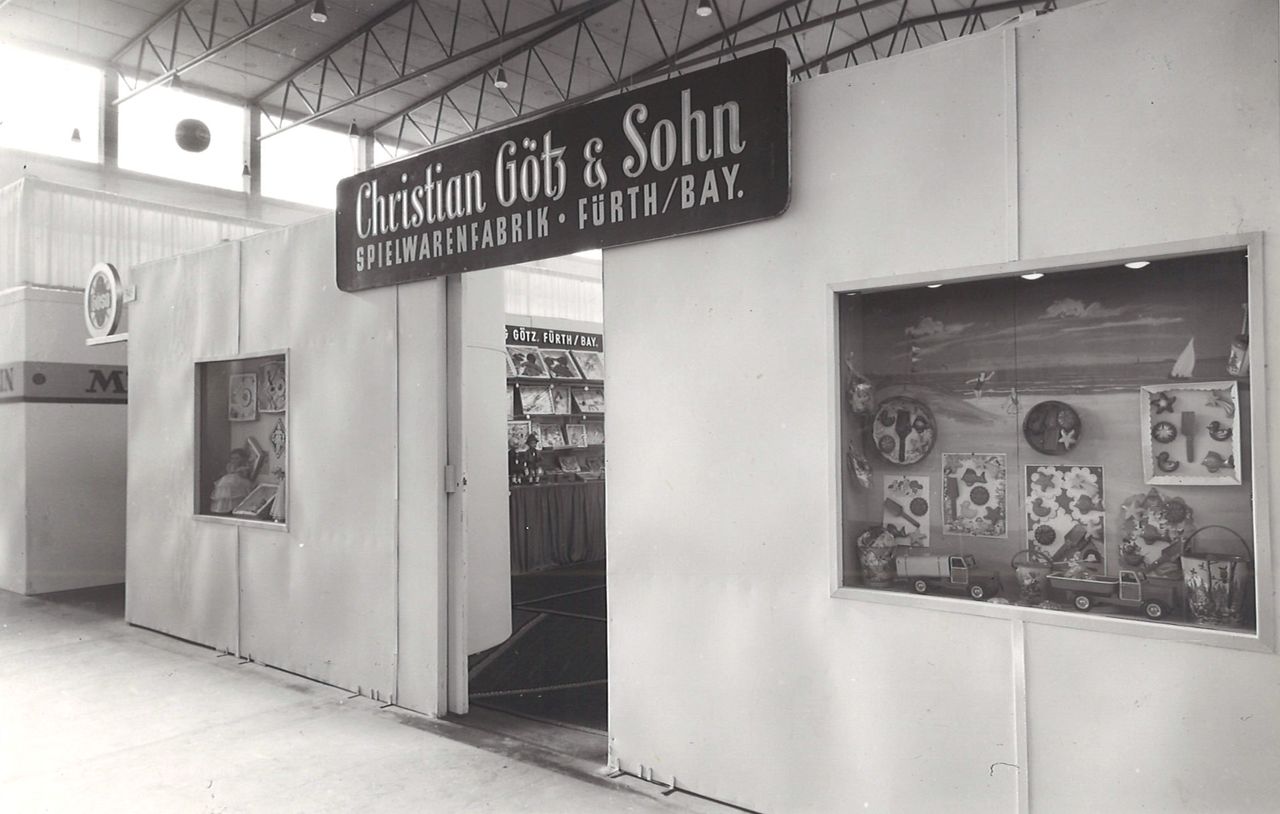 Christian Götz & Sohn
SPIELWARENFABRIK · FÜRTH/BAY.
GÖTZ. FÜRTH/BAY.